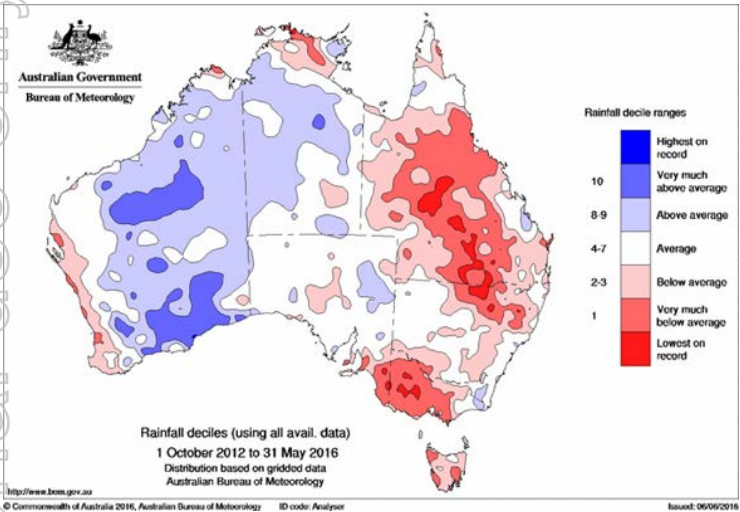 Australian Government
Bureau of Meteorology
Rainfall decile ranges
Highest on
record
10
Very much
above average
8-9
Above average
4-7
Average
2-3
Below average
1
Very much
below average
Lowest on
record
Rainfall deciles (using all avail. data)
1 October 2012 to 31 May 2016
Distribution based on gridded data
Australian Bureau of Meteorology
http://www.bom.gov.au
© Commonwealth of Australia 2016, Australian Bureau of Meteorology ID code: Analyser Issued: 06/06/2016